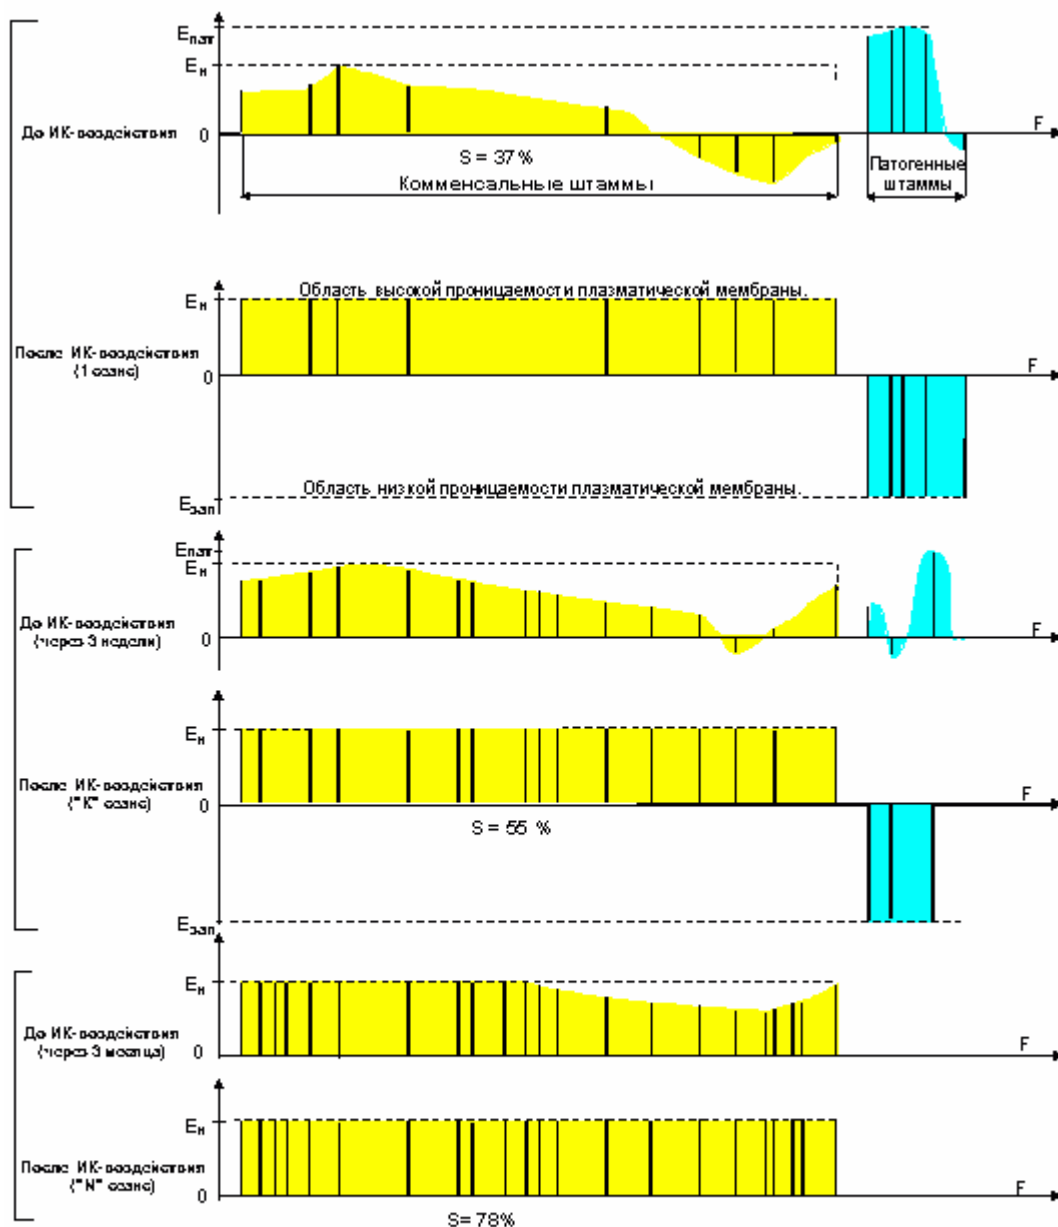 Eпат
Eн
До ИК-воздействия
0
F
S = 37 %
Комменсальные штаммы
Патогенные
штаммы
Область высокой проницаемости плазматической мембраны.
Eн
После ИК-воздействия
(1 сеанс)
0
F
Область низкой проницаемости плазматической мембраны.
Eзап
Eпат
Eн
До ИК-воздействия
(через 3 недели)
0
F
Eн
После ИК-воздействия
("К" сеанс)
0
F
S = 55 %
Eзап
Eн
До ИК-воздействия
(через 3 месяца)
0
F
Eн
После ИК-воздействия
("N" сеанс)
0
F
S= 78%